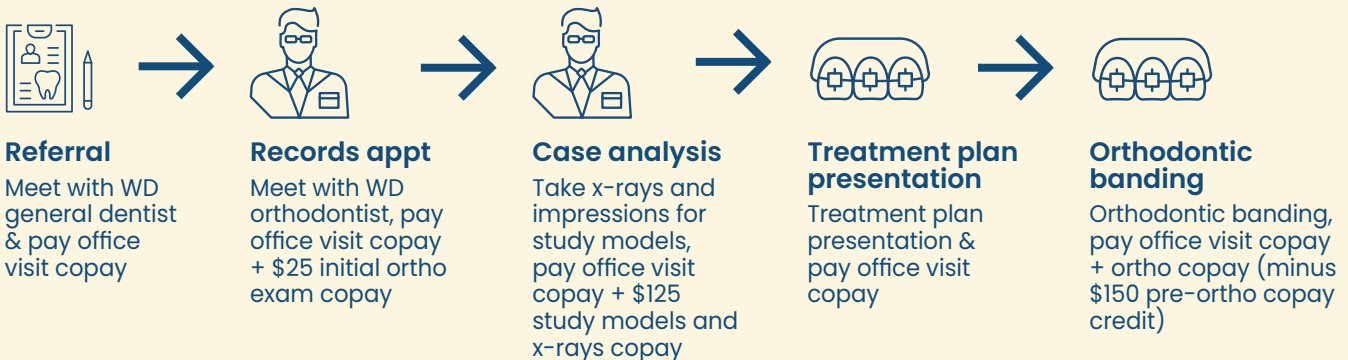 Referral
Meet with WD
general dentist
& pay office
visit copay
Records appt
Meet with WD
orthodontist, pay
office visit copay
+ $25 initial ortho
exam copay
Case analysis
Take x-rays and
impressions for
study models,
pay office visit
copay + $125
study models and
x-rays copay
Treatment plan
presentation
Treatment plan
presentation &
pay office visit
copay
Orthodontic
banding
Orthodontic banding,
pay office visit copay
+ ortho copay (minus
$150 pre-ortho copay
credit)